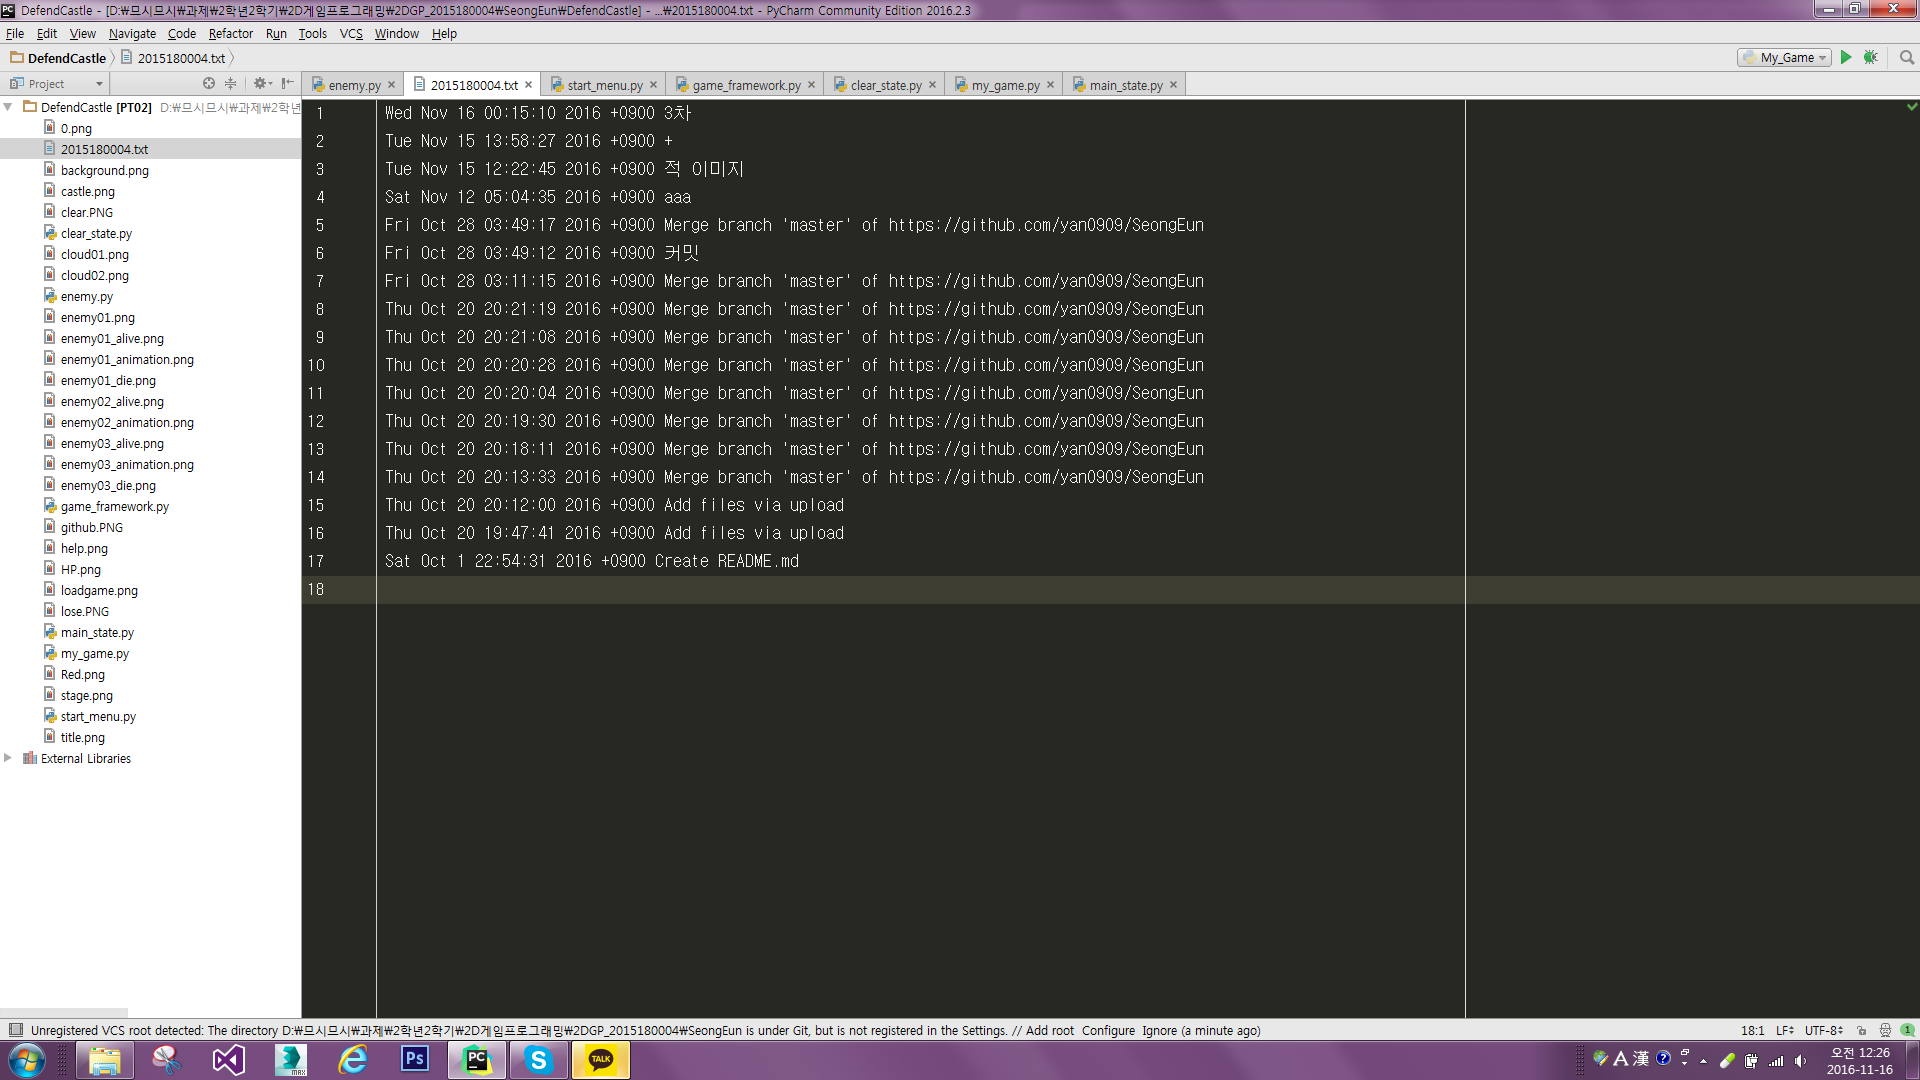 DefendCastle - [D:₩므시므시₩과제₩2학년2학기₩2D게임프로그래밍₩2DGP_2015180004₩SeongEun₩DefendCastle] - ...₩2015180004.txt - PyCharm Community Edition 2016.2.3
File Edit View Navigate Code Refactor Run Tools VCS Window Help
DefendCastle 2015180004.txt My_Game
Project enemy.py 2015180004.txt start_menu.py game_framework.py clear_state.py my_game.py main_state.py
DefendCastle [PT02] D:₩므시므시₩과제₩2학년
0.png
2015180004.txt
background.png
castle.png
clear.PNG
clear_state.py
cloud01.png
cloud02.png
enemy.py
enemy01.png
enemy01_alive.png
enemy01_animation.png
enemy01_die.png
enemy02_alive.png
enemy02_animation.png
enemy03_alive.png
enemy03_animation.png
enemy03_die.png
game_framework.py
github.PNG
help.png
HP.png
loadgame.png
lose.PNG
main_state.py
my_game.py
Red.png
stage.png
start_menu.py
title.png
External Libraries
1 Wed Nov 16 00:15:10 2016 +0900 3차
2 Tue Nov 15 13:58:27 2016 +0900 +
3 Tue Nov 15 12:22:45 2016 +0900 적 이미지
4 Sat Nov 12 05:04:35 2016 +0900 aaa
5 Fri Oct 28 03:49:17 2016 +0900 Merge branch 'master' of https://github.com/yan0909/SeongEun
6 Fri Oct 28 03:49:12 2016 +0900 커밋
7 Fri Oct 28 03:11:15 2016 +0900 Merge branch 'master' of https://github.com/yan0909/SeongEun
8 Thu Oct 20 20:21:19 2016 +0900 Merge branch 'master' of https://github.com/yan0909/SeongEun
9 Thu Oct 20 20:21:08 2016 +0900 Merge branch 'master' of https://github.com/yan0909/SeongEun
10 Thu Oct 20 20:20:28 2016 +0900 Merge branch 'master' of https://github.com/yan0909/SeongEun
11 Thu Oct 20 20:20:04 2016 +0900 Merge branch 'master' of https://github.com/yan0909/SeongEun
12 Thu Oct 20 20:19:30 2016 +0900 Merge branch 'master' of https://github.com/yan0909/SeongEun
13 Thu Oct 20 20:18:11 2016 +0900 Merge branch 'master' of https://github.com/yan0909/SeongEun
14 Thu Oct 20 20:13:33 2016 +0900 Merge branch 'master' of https://github.com/yan0909/SeongEun
15 Thu Oct 20 20:12:00 2016 +0900 Add files via upload
16 Thu Oct 20 19:47:41 2016 +0900 Add files via upload
17 Sat Oct 1 22:54:31 2016 +0900 Create README.md
18
Unregistered VCS root detected: The directory D:₩므시므시₩과제₩2학년2학기₩2D게임프로그래밍₩2DGP_2015180004₩SeongEun is under Git, but is not registered in the Settings. // Add root Configure Ignore (a minute ago) 18:1 LF UTF-8 1
MAX Ps PC S TALK A 漢 ? 오전 12:26
2016-11-16